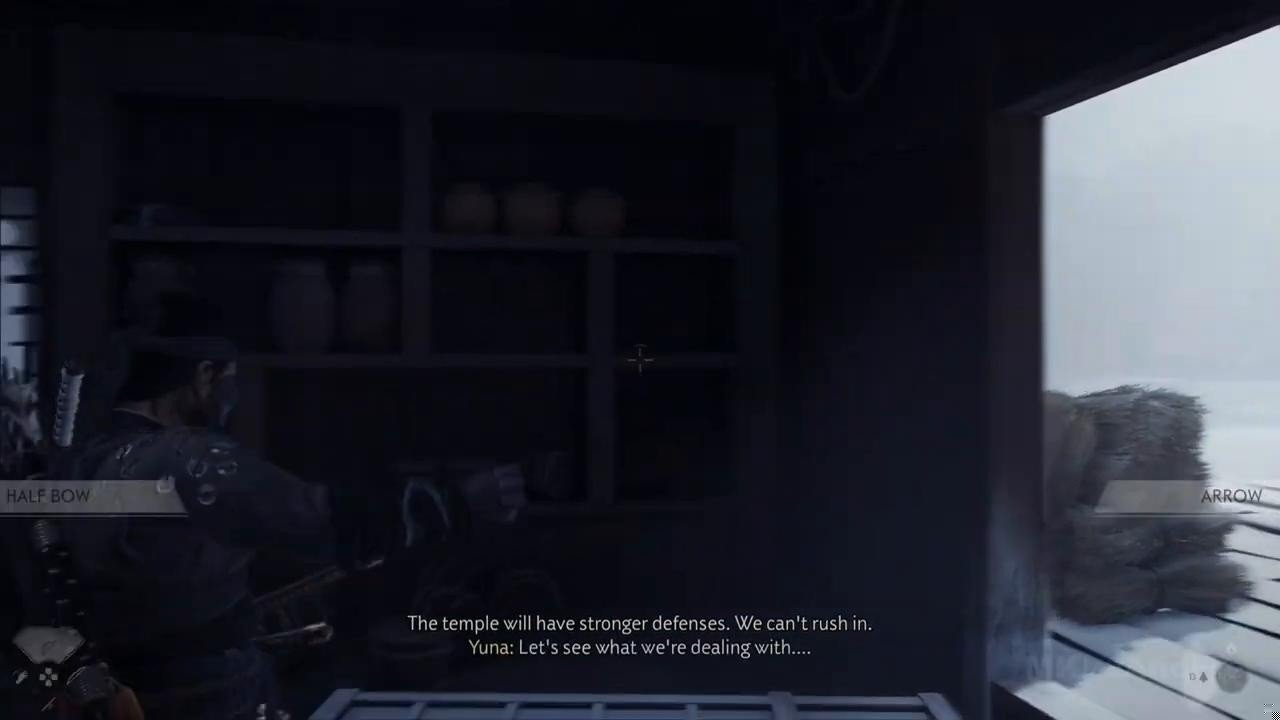 HALF BOW
ARROW
The temple will have stronger defenses. We can't rush in.
Yuna: Let's see what we're dealing with....
13